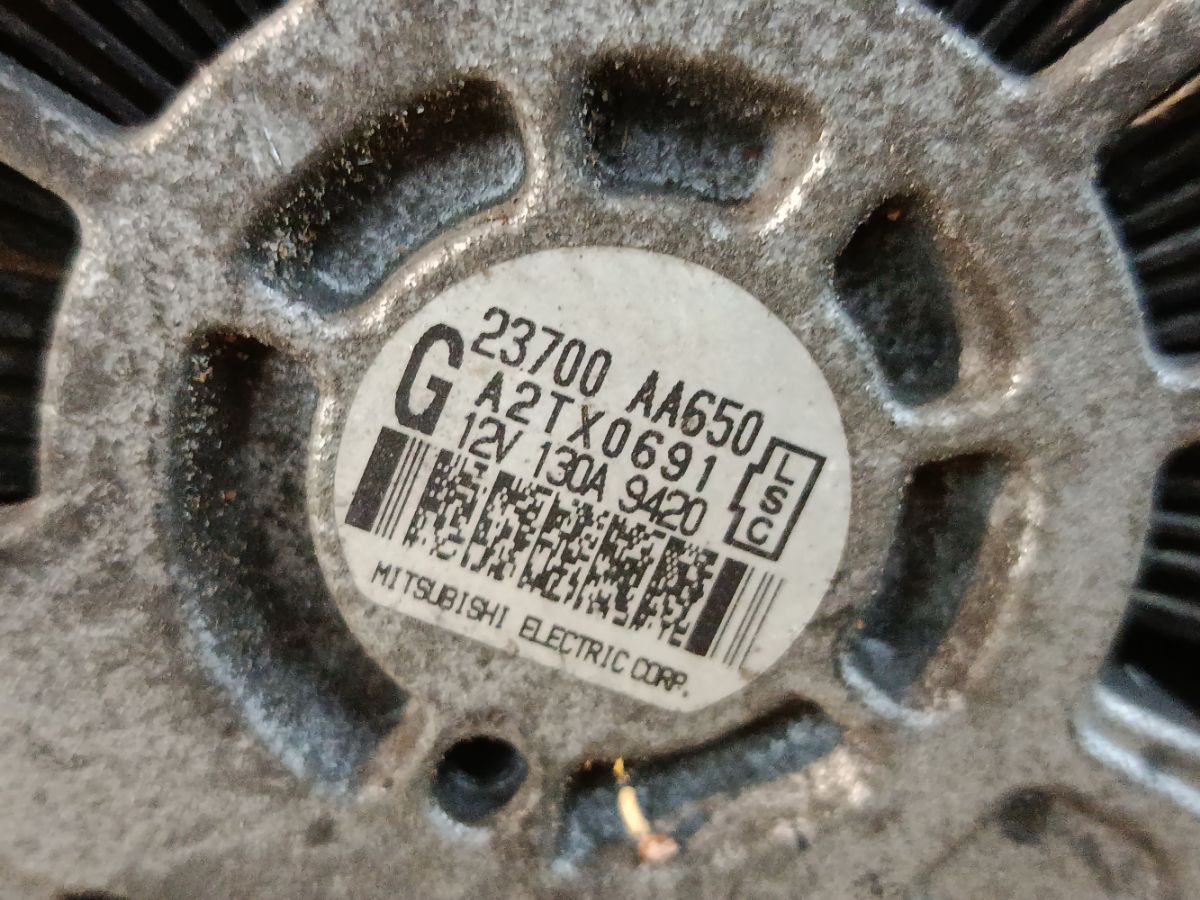 G
23700 AA650
A2TX0691
12V 130A 9420
LSC
MITSUBISHI ELECTRIC CORP.